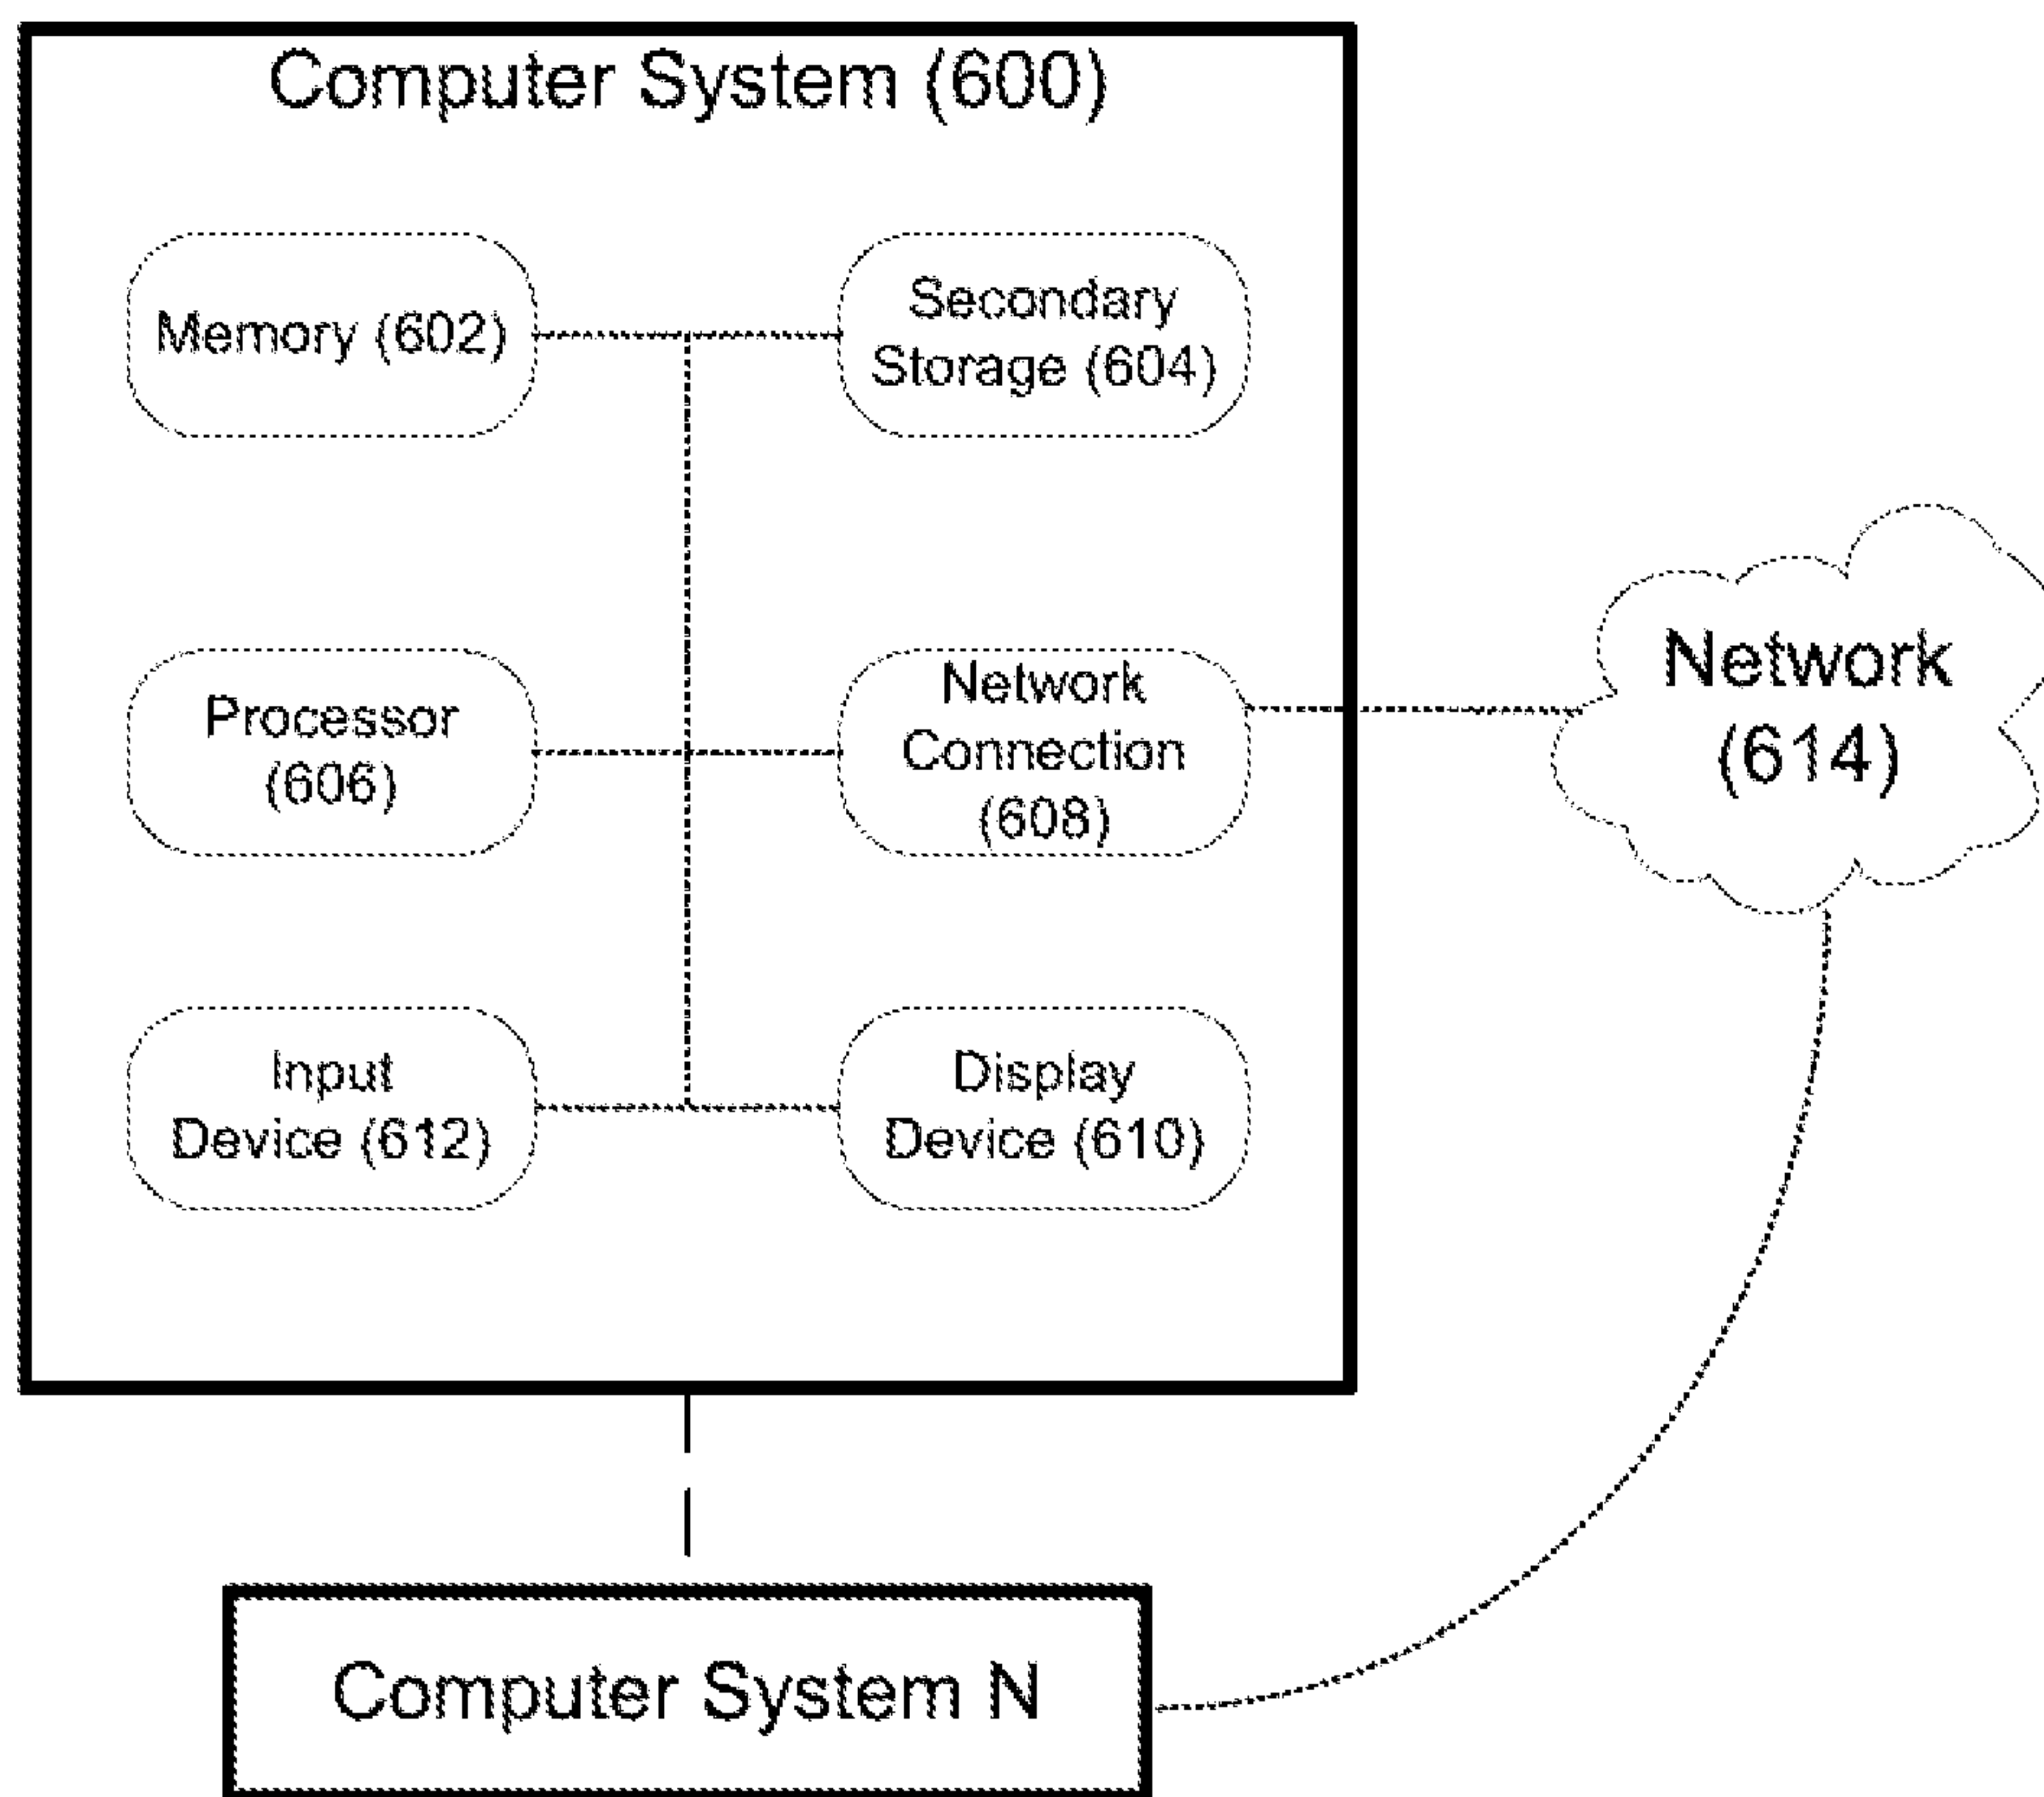 Computer System (600)
Memory (602)
Secondary
Storage (604)
Processor
(606)
Network
Connection
(608)
Network
(614)
Input
Device (612)
Display
Device (610)
Computer System N